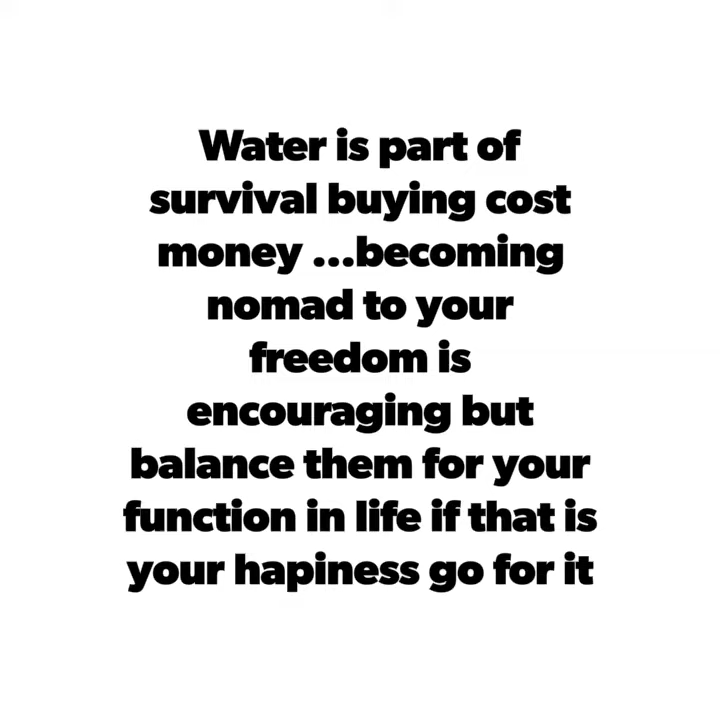 Water is part of
survival buying cost
money ...becoming
nomad to your
freedom is
encouraging but
balance them for your
function in life if that is
your hapiness go for it